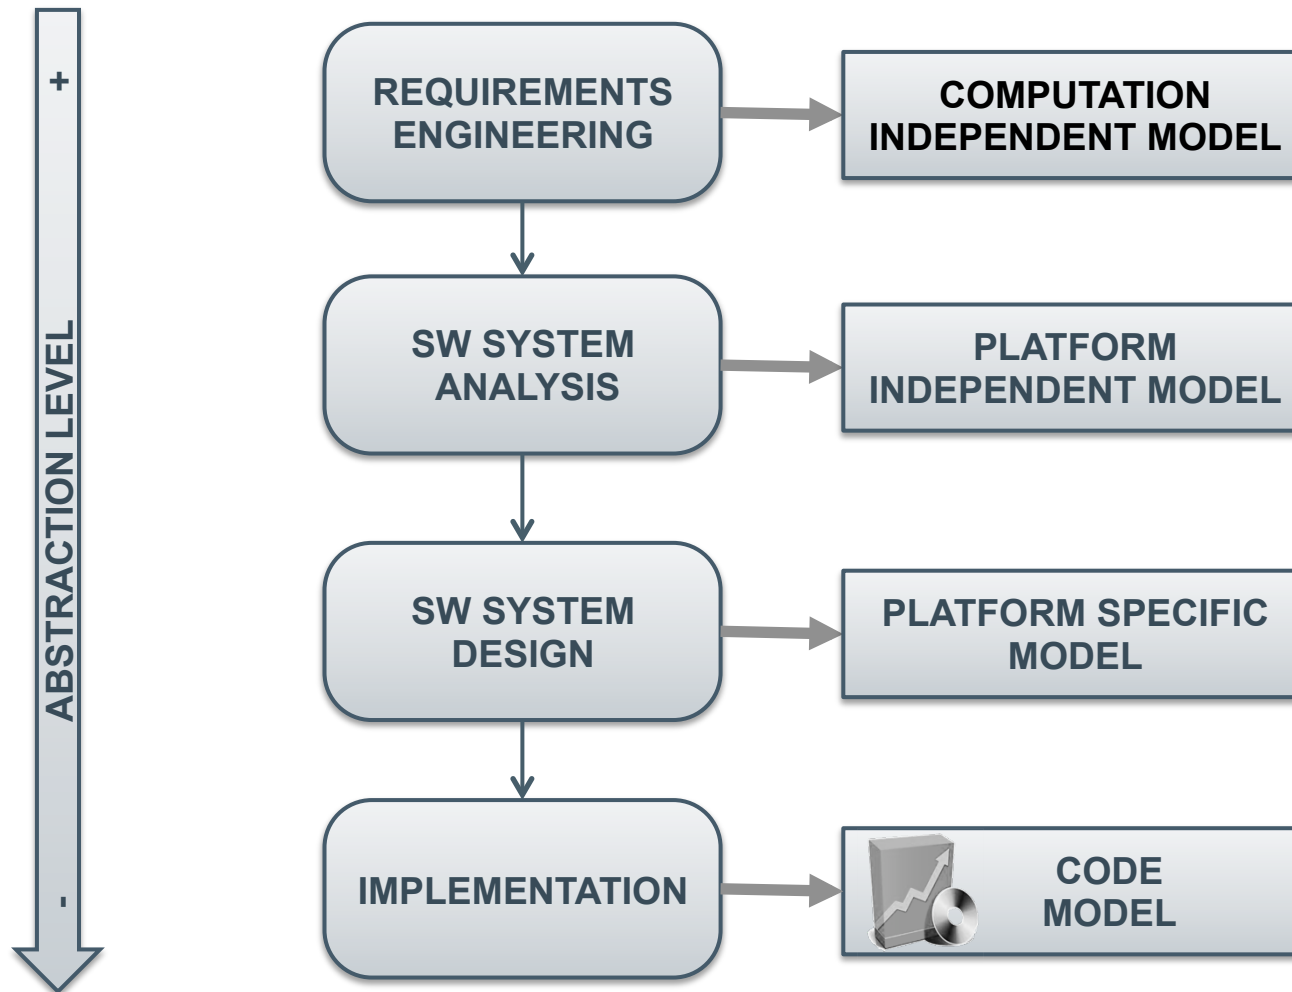 +
ABSTRACTION LEVEL
-
REQUIREMENTS
ENGINEERING
COMPUTATION
INDEPENDENT MODEL
SW SYSTEM
ANALYSIS
PLATFORM
INDEPENDENT MODEL
SW SYSTEM
DESIGN
PLATFORM SPECIFIC
MODEL
IMPLEMENTATION
CODE
MODEL